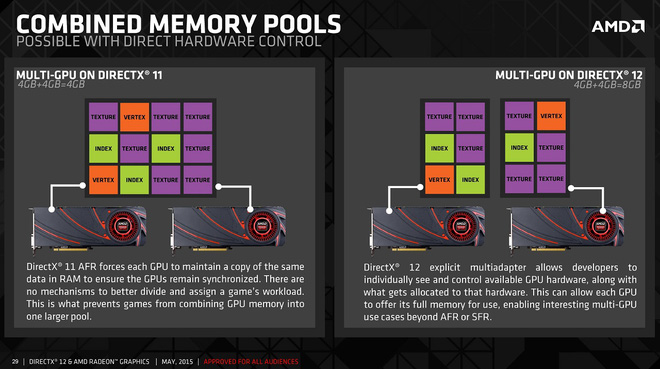 COMBINED MEMORY POOLS
POSSIBLE WITH DIRECT HARDWARE CONTROL
AMD
MULTI-GPU ON DIRECTX® 11
4GB+4GB=4GB
TEXTURE VERTEX TEXTURE TEXTURE
INDEX TEXTURE INDEX TEXTURE
VERTEX INDEX TEXTURE TEXTURE
DirectX® 11 AFR forces each GPU to maintain a copy of the same
data in RAM to ensure the GPUs remain synchronized. There are
no mechanisms to better divide and assign a game's workload.
This is what prevents games from combining GPU memory into
one larger pool.
MULTI-GPU ON DIRECTX® 12
4GB+4GB=8GB
TEXTURE TEXTURE
INDEX TEXTURE
VERTEX INDEX
TEXTURE VERTEX
INDEX TEXTURE
TEXTURE TEXTURE
DirectX® 12 explicit multiadapter allows developers to
individually see and control available GPU hardware, along with
what gets allocated to that hardware. This can allow each GPU
to offer its full memory for use, enabling interesting multi-GPU
use cases beyond AFR or SFR.
29 | DIRECTX® 12 & AMD RADEON™ GRAPHICS | MAY, 2015 | APPROVED FOR ALL AUDIENCES